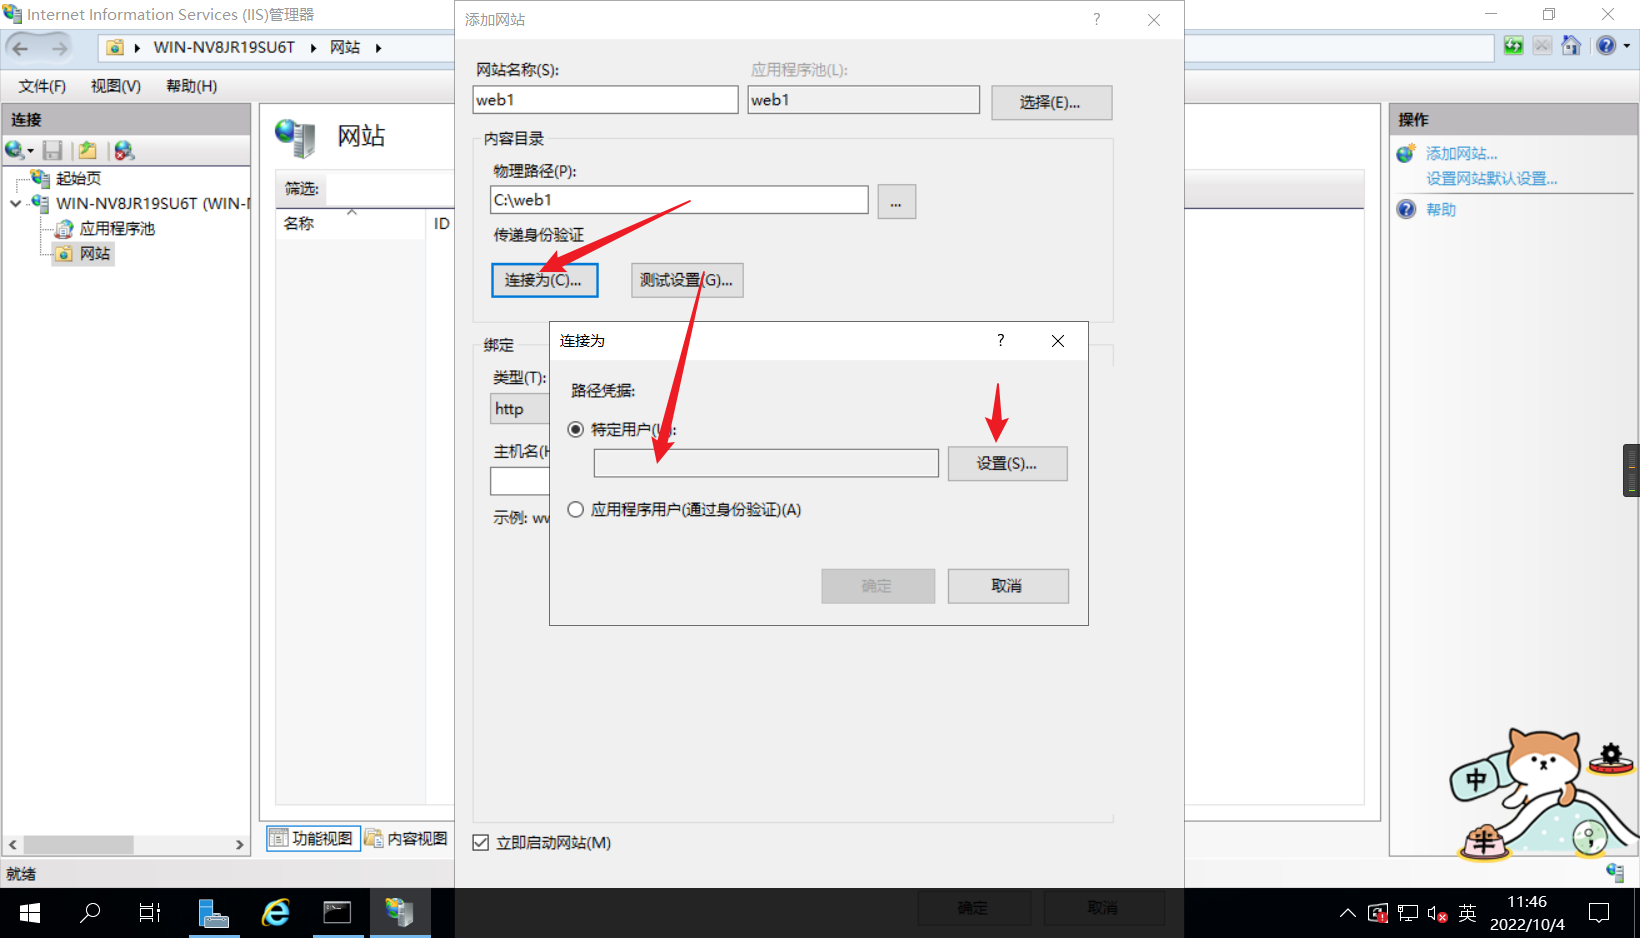 Internet Information Services (IIS)管理器
添加网站
?
WIN-NV8JR19SU6T
网站
文件(F)
视图(V)
帮助(H)
连接
起始页
WIN-NV8JR19SU6T (WIN-N
应用程序池
网站
网站
筛选:
名称
ID
功能视图
内容视图
就绪
网站名称(S):
应用程序池(L):
web1
web1
选择(E)...
内容目录
物理路径(P):
C:\web1
...
传递身份验证
连接为(C)...
测试设置(G)...
绑定
类型(T):
http
主机名(H
示例: ww
连接为
?
路径凭据:
特定用户(U):
设置(S)...
应用程序用户(通过身份验证)(A)
确定
取消
立即启动网站(M)
确定
取消
操作
添加网站...
设置网站默认设置...
帮助
中
半
英
11:46
2022/10/4